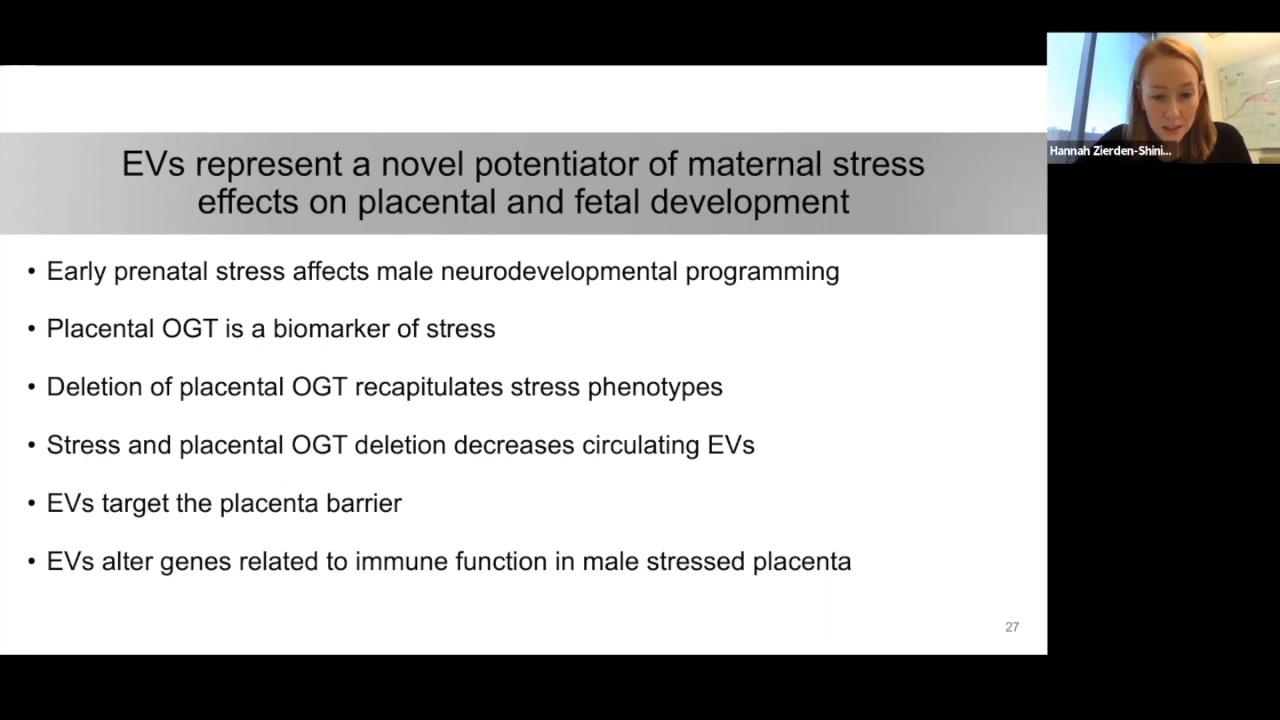 EVs represent a novel potentiator of maternal stress
effects on placental and fetal development
• Early prenatal stress affects male neurodevelopmental programming
• Placental OGT is a biomarker of stress
• Deletion of placental OGT recapitulates stress phenotypes
• Stress and placental OGT deletion decreases circulating EVs
• EVs target the placenta barrier
• EVs alter genes related to immune function in male stressed placenta
27
Hannah Zierden-Shini...